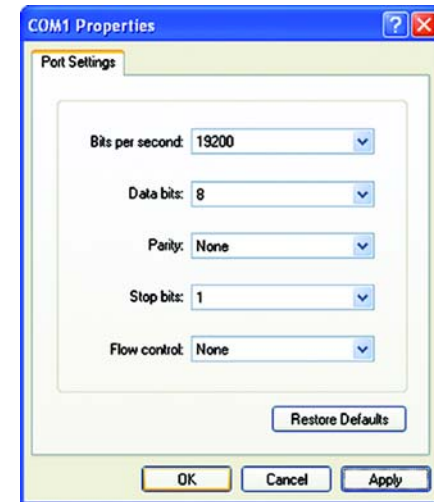 COM1 Properties
Port Settings
Bits per second: 19200
Data bits: 8
Parity: None
Stop bits: 1
Flow control: None
Restore Defaults
OK Cancel Apply